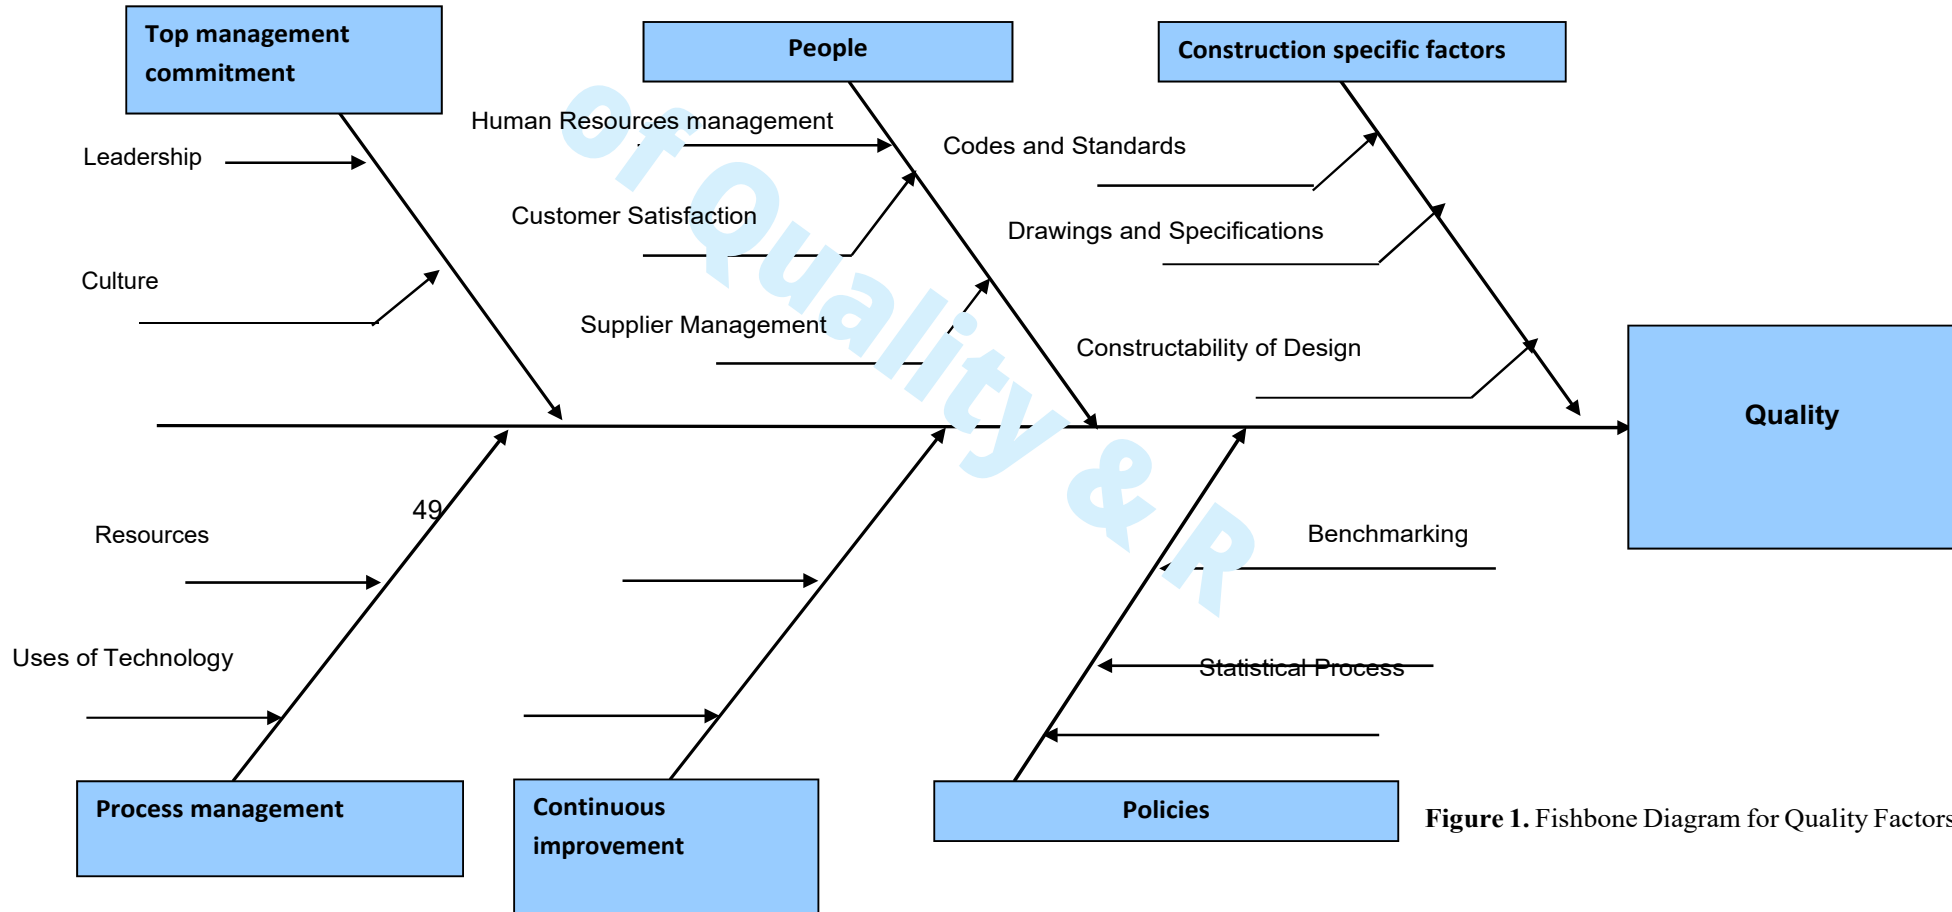 Top management
commitment
People
Construction specific factors
Human Resources management
Codes and Standards
Leadership
Customer Satisfaction
Drawings and Specifications
Culture
Supplier Management
Constructability of Design
Quality
of Quality & R
49
Resources
Benchmarking
Uses of Technology
Statistical Process
Process management
Continuous
improvement
Policies
Figure 1. Fishbone Diagram for Quality Factors